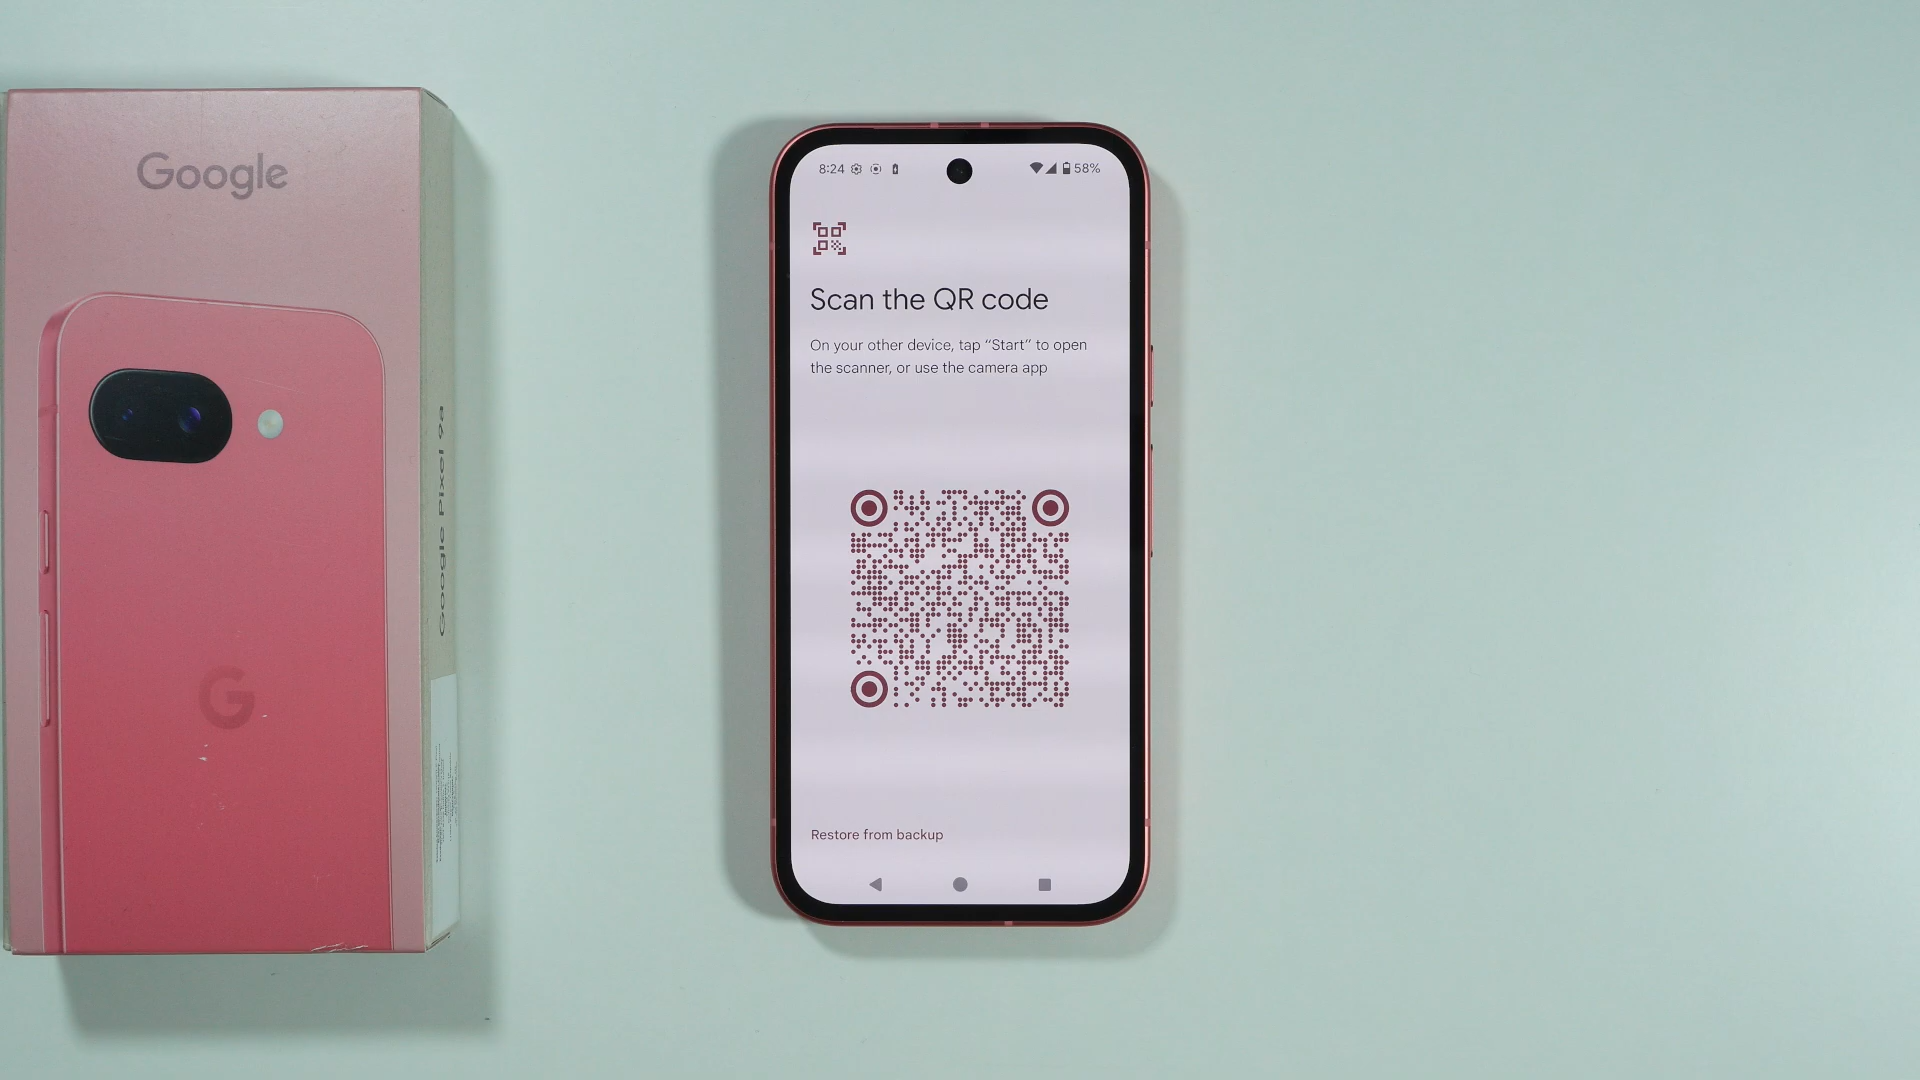 Google
Google Pixel 9a
G
8:24
58%
Scan the QR code
On your other device, tap “Start” to open
the scanner, or use the camera app
Restore from backup